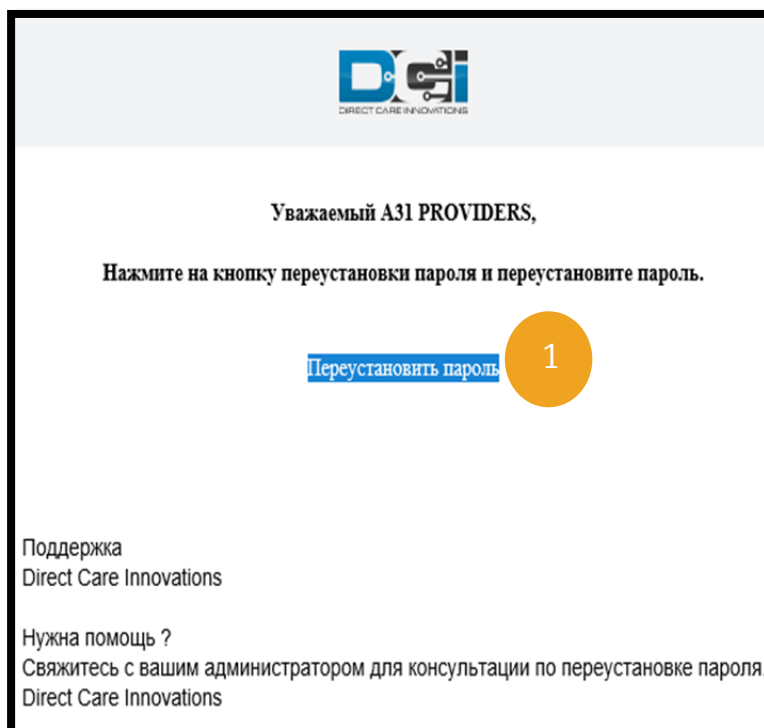 DCi
DIRECT CARE INNOVATIONS
Уважаемый A31 PROVIDERS,
Нажмите на кнопку переустановки пароля и переустановите пароль.
Переустановить пароль
1
Поддержка
Direct Care Innovations
Нужна помощь ?
Свяжитесь с вашим администратором для консультации по переустановке пароля.
Direct Care Innovations